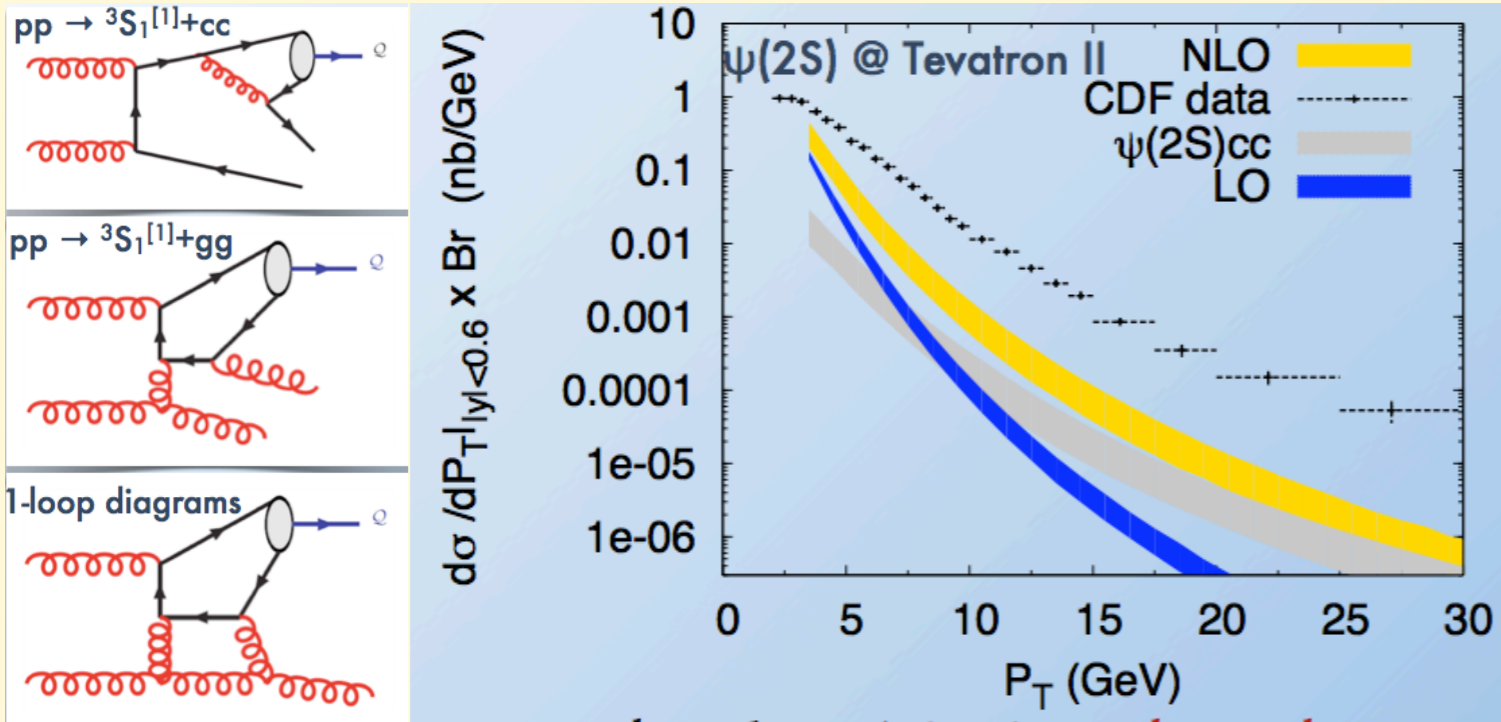 pp → ³S₁[1]+cc
Q
pp → ³S₁[1]+gg
Q
1-loop diagrams
Q
ψ(2S) @ Tevatron II
NLO
CDF data
ψ(2S)cc
LO
dσ /dP_T|_|y|<0.6 x Br (nb/GeV)
10
1
0.1
0.01
0.001
0.0001
1e-05
1e-06
0 5 10 15 20 25 30
P_T (GeV)